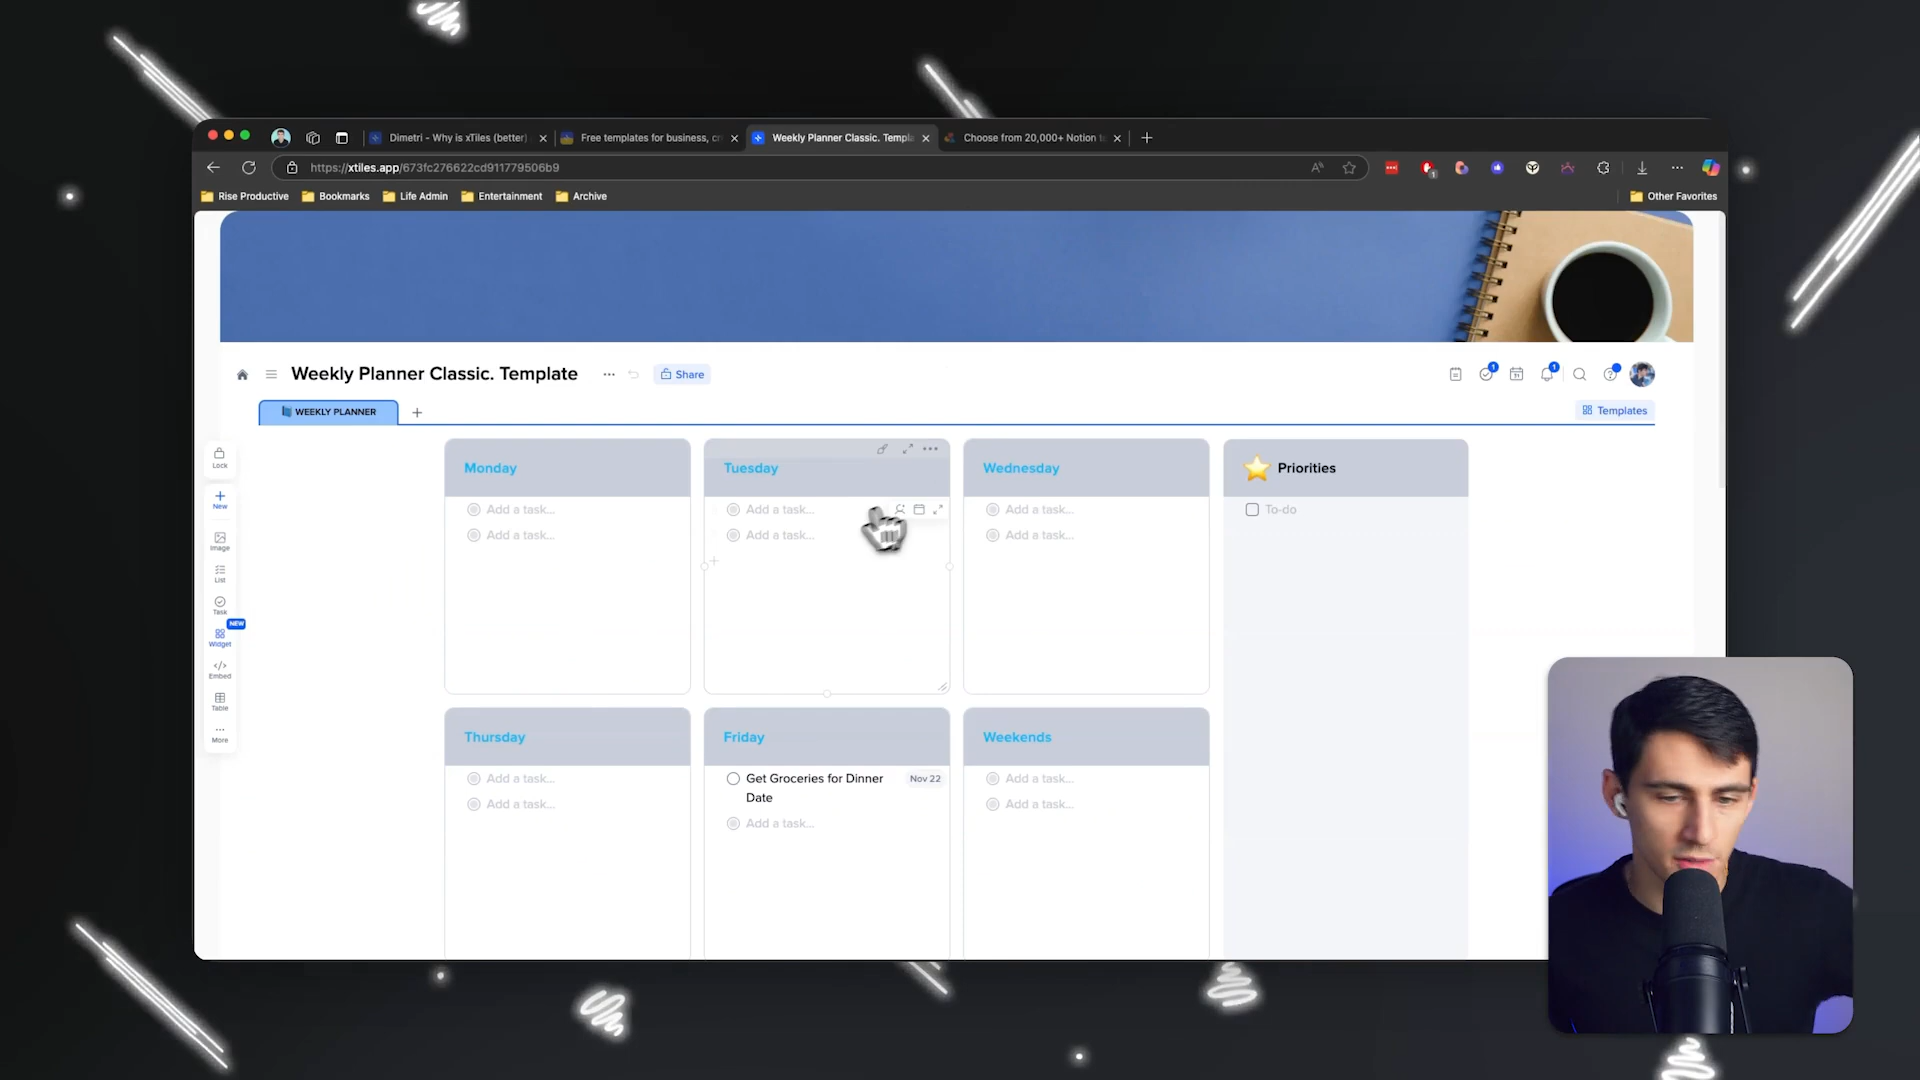 Dimetri - Why is xTiles (better)
Free templates for business, cr
Weekly Planner Classic. Templa
Choose from 20,000+ Notion t
https://xtiles.app/673fc276622cd911779506b9
1
Rise Productive
Bookmarks
Life Admin
Entertainment
Archive
Other Favorites
Weekly Planner Classic. Template
Share
1
1
WEEKLY PLANNER
Templates
Lock
New
Image
List
Task
NEW
Widget
Embed
Table
More
Monday
Add a task...
Add a task...
Tuesday
Add a task...
Add a task...
Wednesday
Add a task...
Add a task...
Priorities
To-do
Thursday
Add a task...
Add a task...
Friday
Get Groceries for Dinner
Date
Nov 22
Add a task...
Weekends
Add a task...
Add a task...